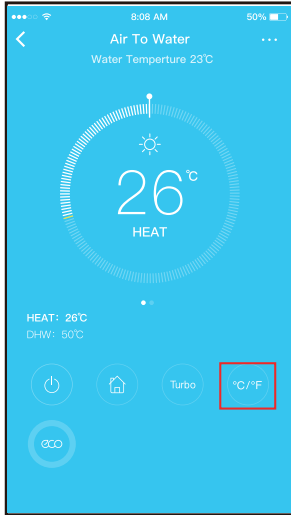 8:08 AM
50%
Air To Water
Water Temperture 23℃
26℃
HEAT
HEAT: 26℃
DHW: 50℃
Turbo
℃/℉
eco